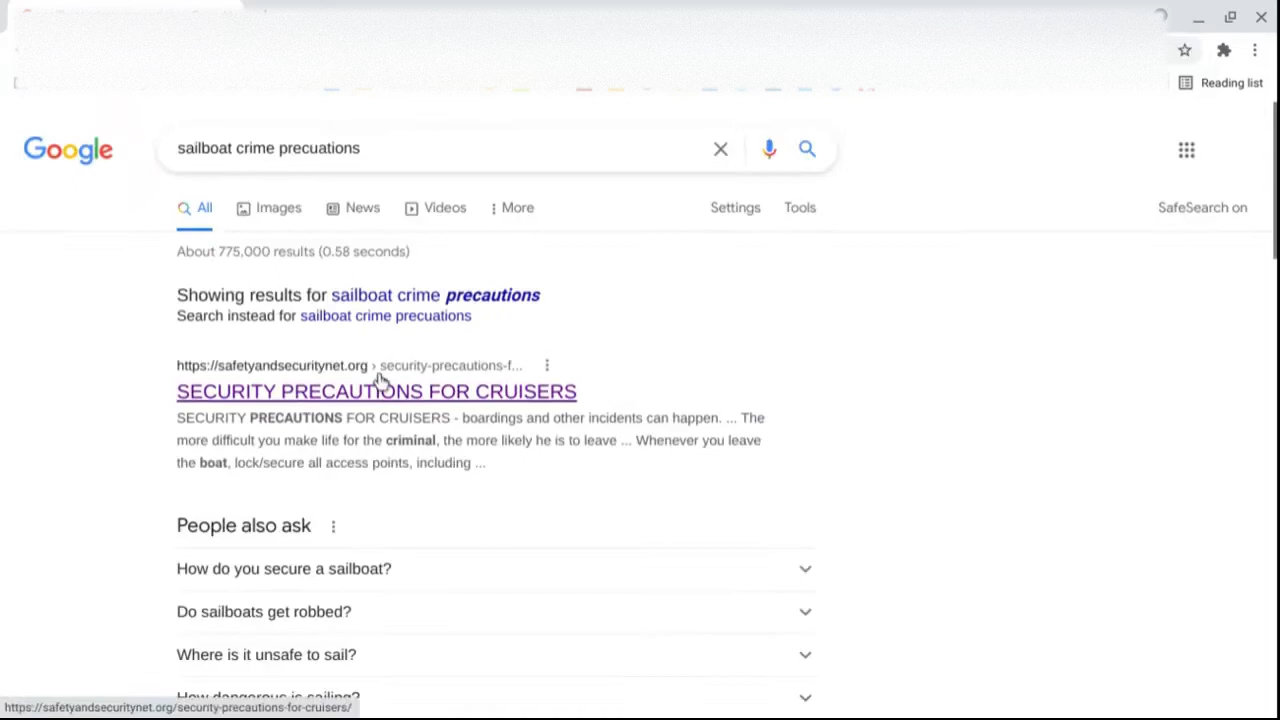 Reading list
Google
sailboat crime precuations
All Images News Videos More Settings Tools SafeSearch on
About 775,000 results (0.58 seconds)
Showing results for sailboat crime precautions
Search instead for sailboat crime precuations
https://safetyandsecuritynet.org › security-precautions-f...
SECURITY PRECAUTIONS FOR CRUISERS
SECURITY PRECAUTIONS FOR CRUISERS - boardings and other incidents can happen. ... The
more difficult you make life for the criminal, the more likely he is to leave ... Whenever you leave
the boat, lock/secure all access points, including ...
People also ask
How do you secure a sailboat?
Do sailboats get robbed?
Where is it unsafe to sail?
How dangerous is sailing?
https://safetyandsecuritynet.org/security-precautions-for-cruisers/